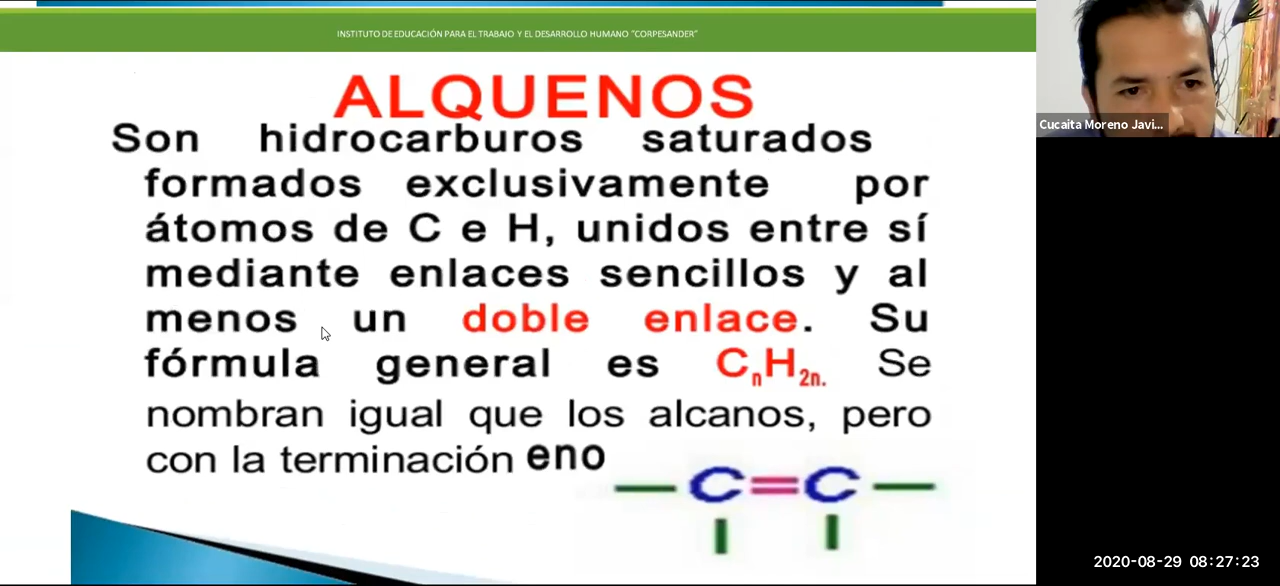 INSTITUTO DE EDUCACIÓN PARA EL TRABAJO Y EL DESARROLLO HUMANO "CORPESANDER"
ALQUENOS
Son hidrocarburos saturados
formados exclusivamente por
átomos de C e H, unidos entre sí
mediante enlaces sencillos y al
menos un doble enlace. Su
fórmula general es CnH2n. Se
nombran igual que los alcanos, pero
con la terminación eno
C=C
Cucaita Moreno Javi...
2020-08-29 08:27:23